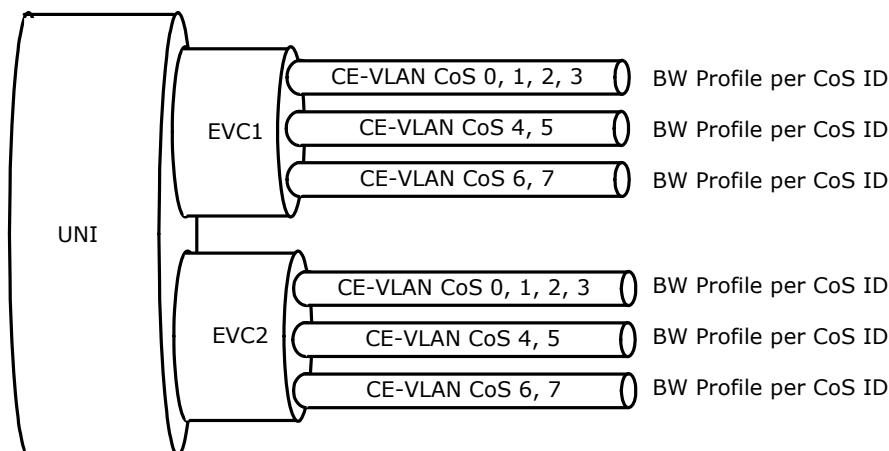 CE-VLAN CoS 0, 1, 2, 3 BW Profile per CoS ID
EVC1 CE-VLAN CoS 4, 5 BW Profile per CoS ID
CE-VLAN CoS 6, 7 BW Profile per CoS ID
UNI
CE-VLAN CoS 0, 1, 2, 3 BW Profile per CoS ID
EVC2 CE-VLAN CoS 4, 5 BW Profile per CoS ID
CE-VLAN CoS 6, 7 BW Profile per CoS ID